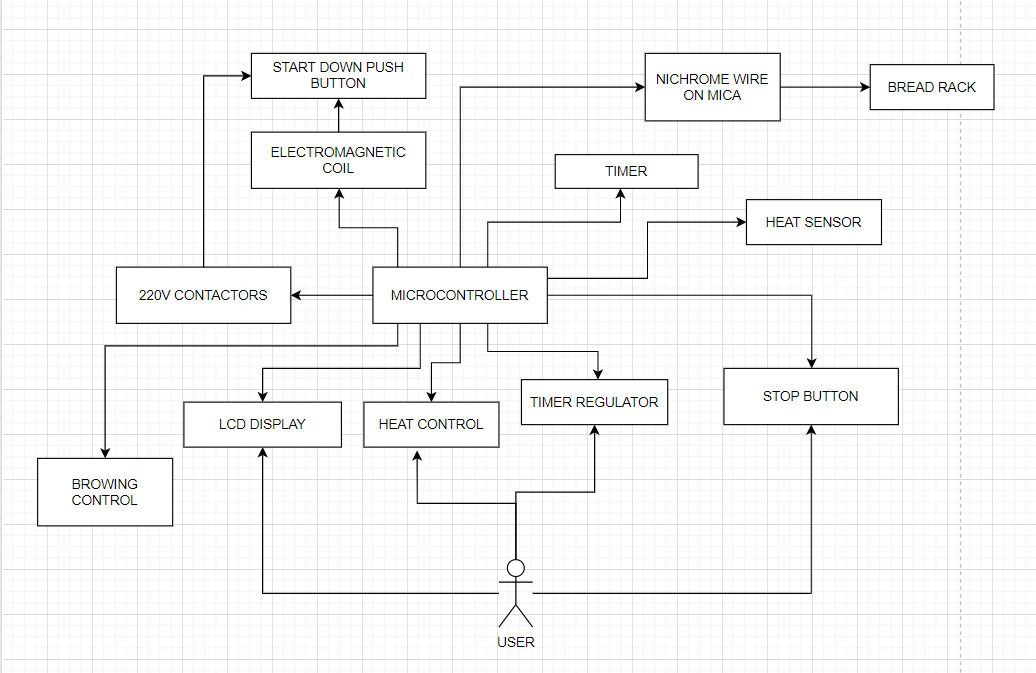 START DOWN PUSH
BUTTON
NICHROME WIRE
ON MICA
BREAD RACK
ELECTROMAGNETIC
COIL
TIMER
HEAT SENSOR
220V CONTACTORS
MICROCONTROLLER
STOP BUTTON
TIMER REGULATOR
LCD DISPLAY
HEAT CONTROL
BROWING
CONTROL
USER